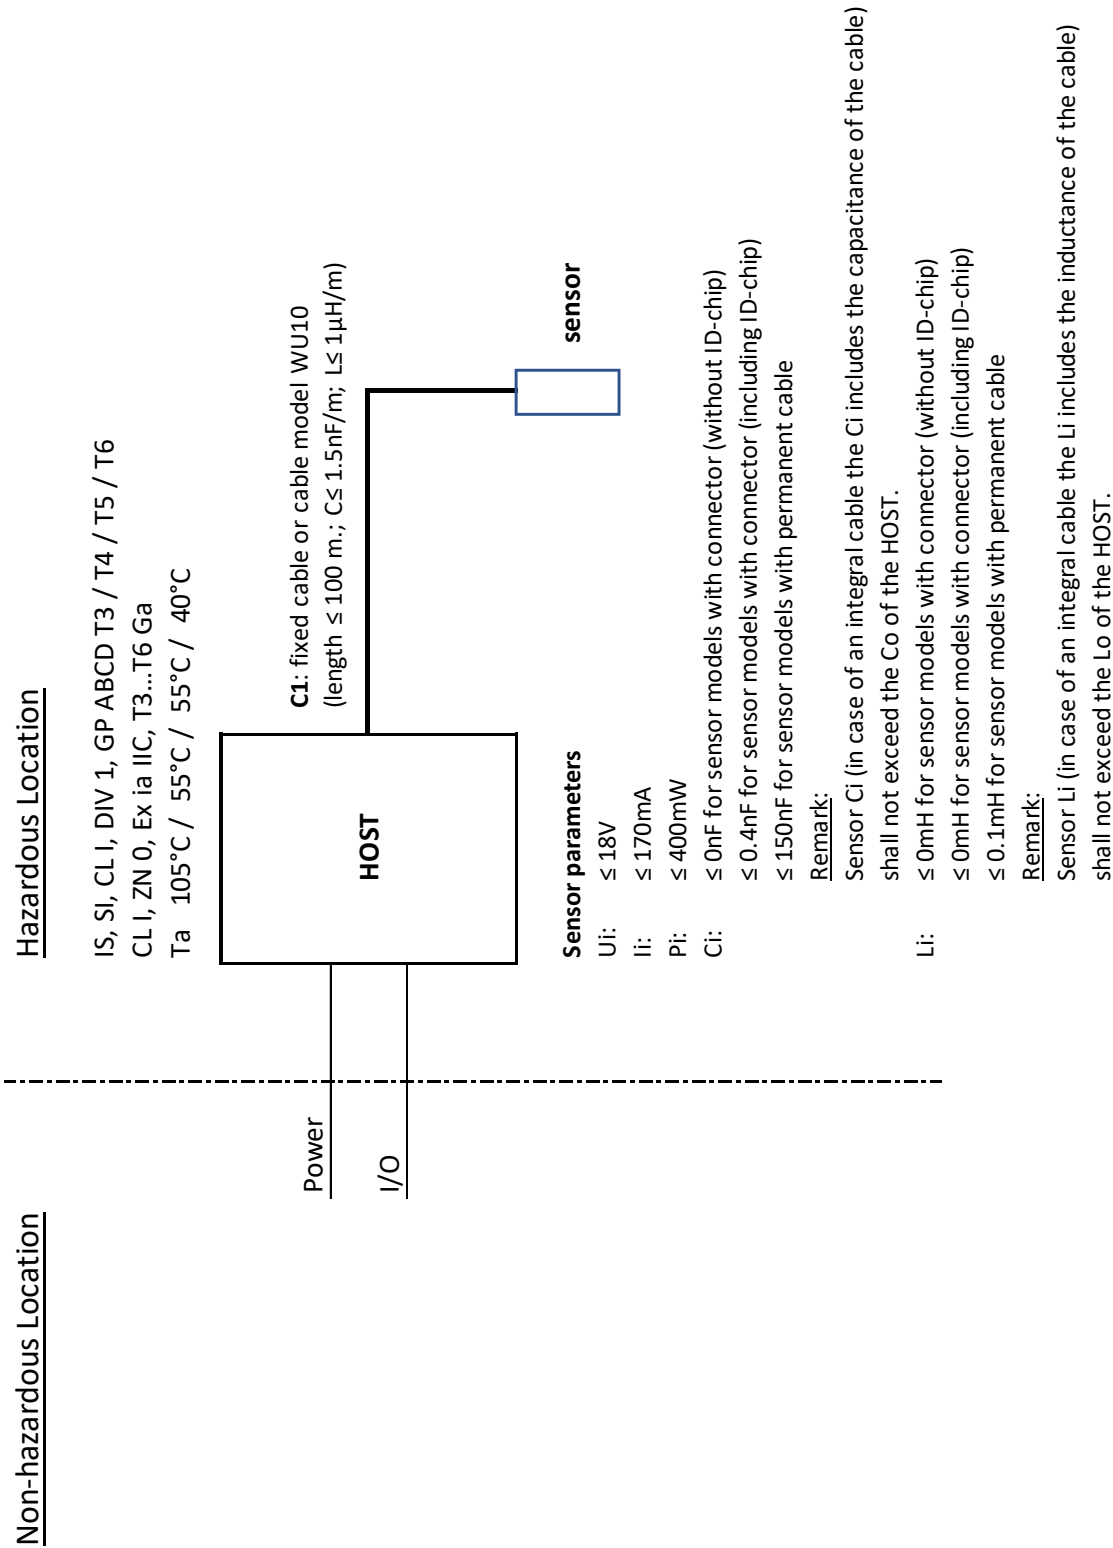 Non-hazardous Location
Hazardous Location
IS, SI, CL I, DIV 1, GP ABCD T3 / T4 / T5 / T6
CL I, ZN 0, Ex ia IIC, T3...T6 Ga
Ta 105°C / 55°C / 55°C / 40°C
Power
I/O
HOST
C1: fixed cable or cable model WU10
(length ≤ 100 m.; C≤ 1.5nF/m; L≤ 1µH/m)
sensor
Sensor parameters
Ui: ≤ 18V
Ii: ≤ 170mA
Pi: ≤ 400mW
Ci: ≤ 0nF for sensor models with connector (without ID-chip)
≤ 0.4nF for sensor models with connector (including ID-chip)
≤ 150nF for sensor models with permanent cable
Remark:
Sensor Ci (in case of an integral cable the Ci includes the capacitance of the cable)
shall not exceed the Co of the HOST.
Li: ≤ 0mH for sensor models with connector (without ID-chip)
≤ 0mH for sensor models with connector (including ID-chip)
≤ 0.1mH for sensor models with permanent cable
Remark:
Sensor Li (in case of an integral cable the Li includes the inductance of the cable)
shall not exceed the Lo of the HOST.